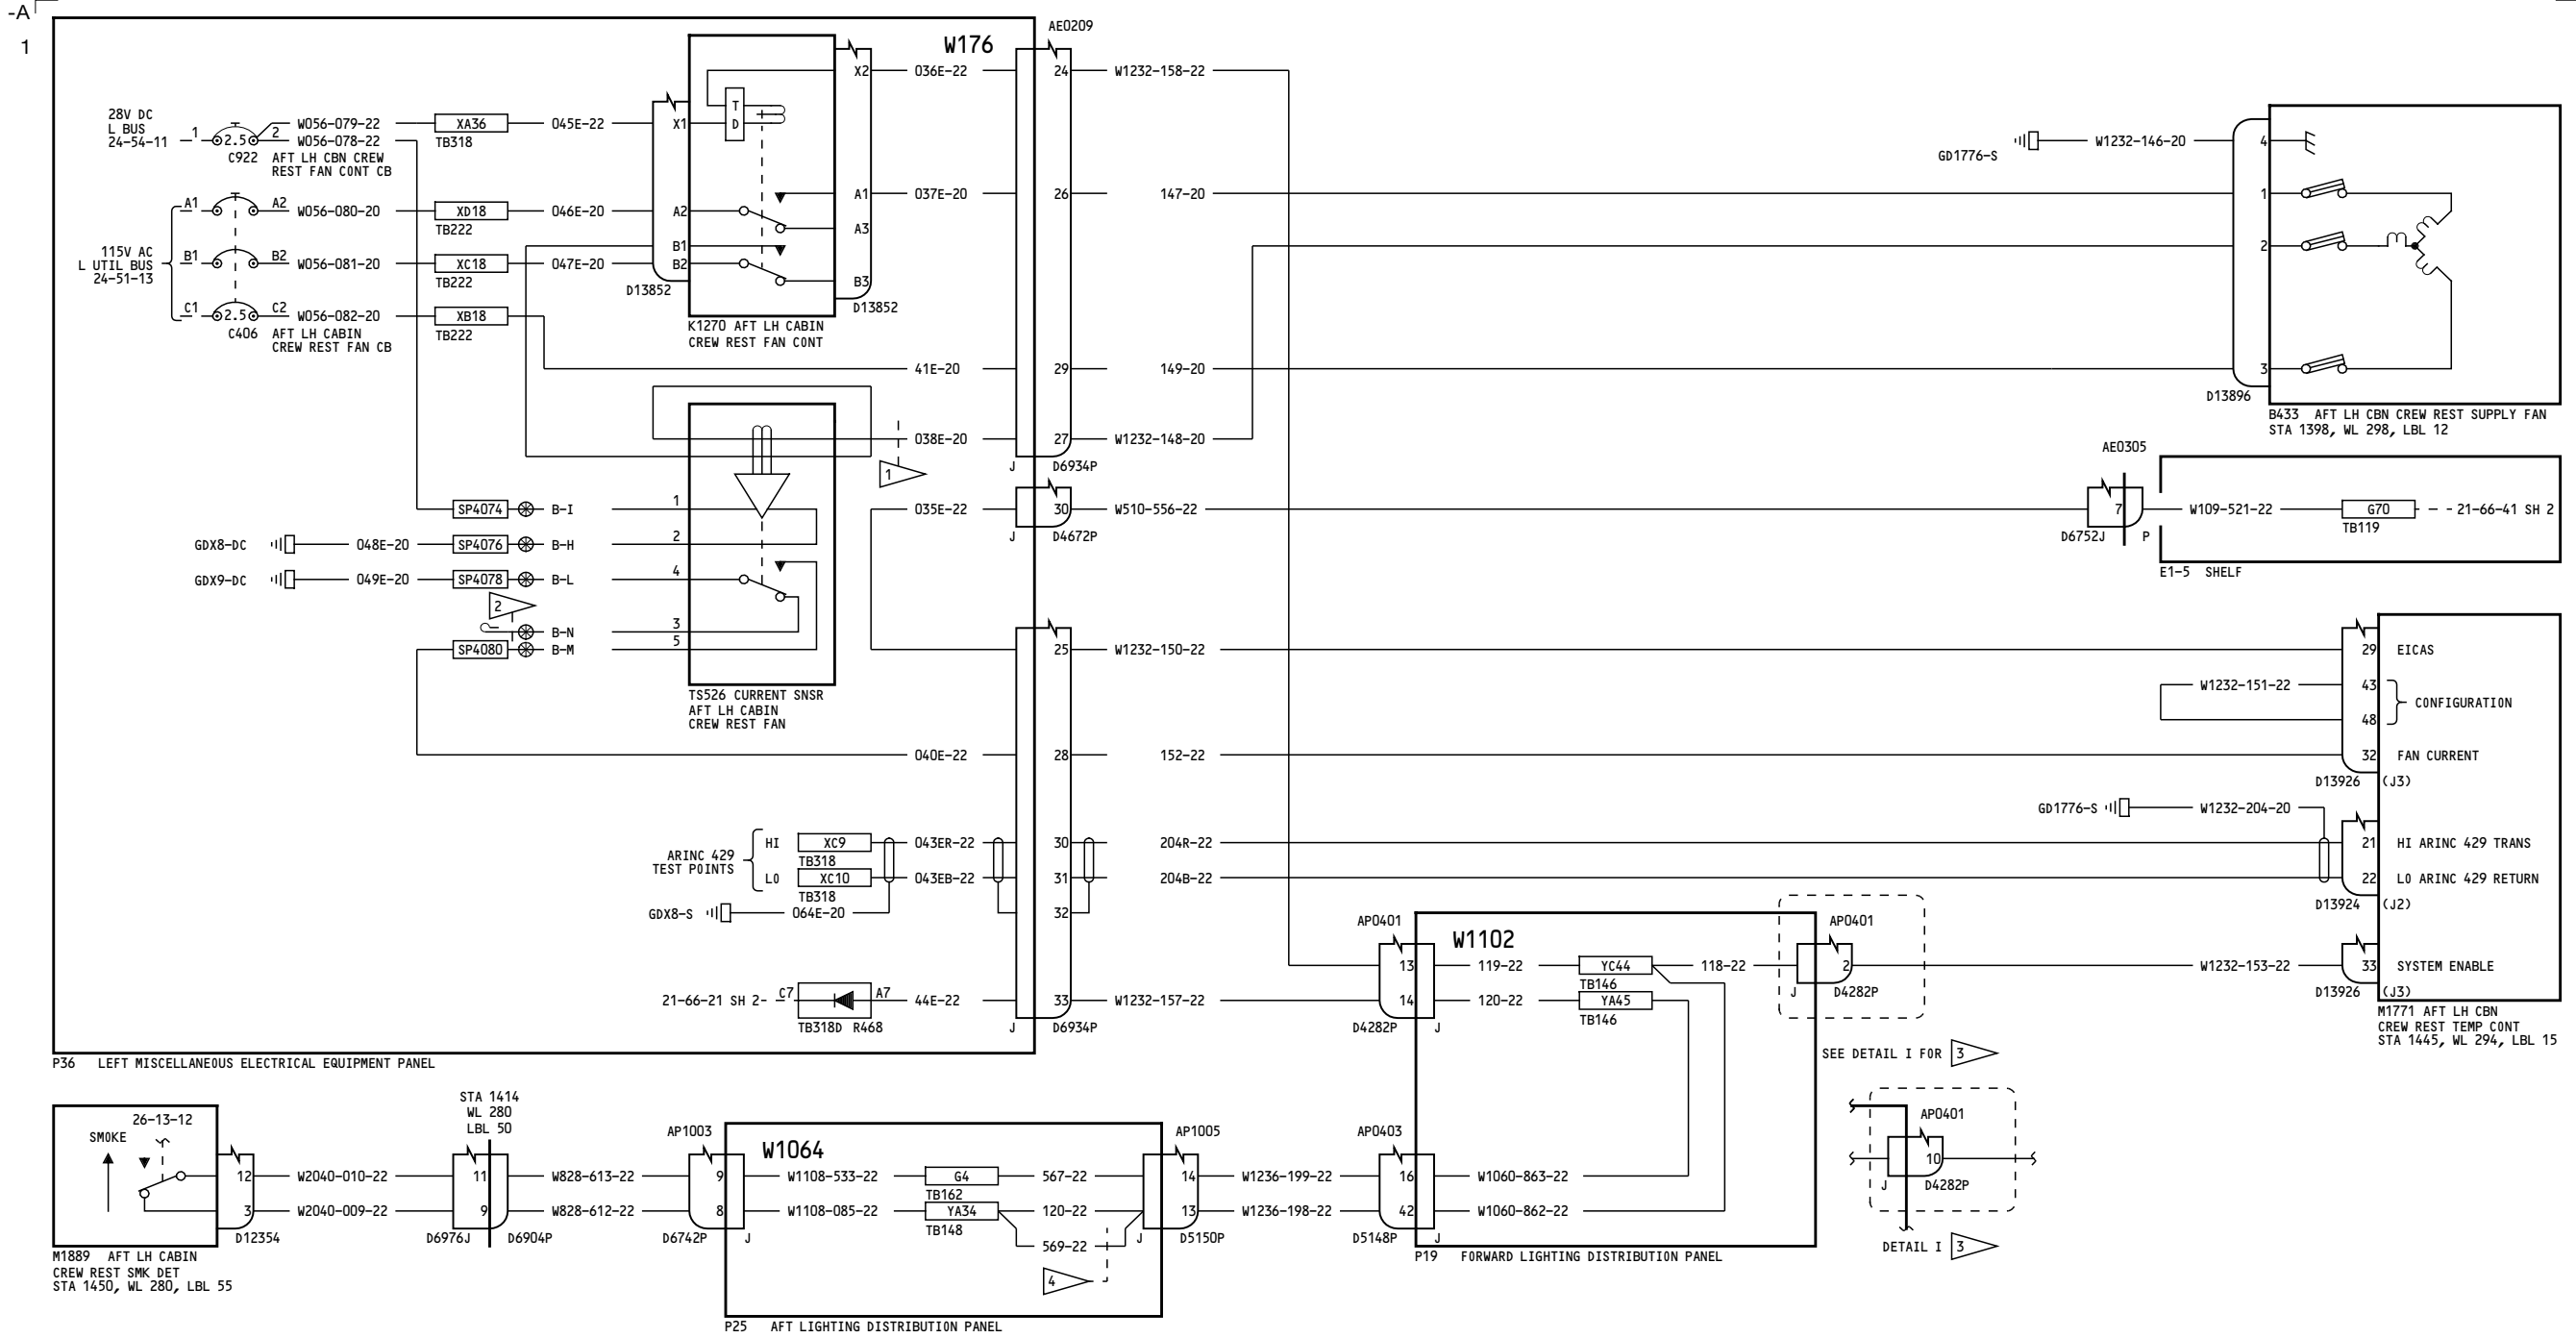 -A
1
W176
AE0209
28V DC
L BUS
24-54-11
1
2.5
2
C922
AFT LH CBN CREW
REST FAN CONT CB
W056-079-22
W056-078-22
XA36
TB318
045E-22
X1
T
D
X2
036E-22
24
W1232-158-22
115V AC
L UTIL BUS
24-51-13
A1
A2
W056-080-20
XD18
TB222
046E-20
A2
A1
037E-20
26
147-20
A3
B1
B1
B2
W056-081-20
XC18
TB222
047E-20
B2
B3
D13852
D13852
C1
2.5
C2
W056-082-20
XB18
TB222
C406
AFT LH CABIN
CREW REST FAN CB
K1270 AFT LH CABIN
CREW REST FAN CONT
41E-20
29
149-20
038E-20
27
W1232-148-20
1
J
D6934P
GD1776-S
W1232-146-20
4
1
2
3
D13896
B433 AFT LH CBN CREW REST SUPPLY FAN
STA 1398, WL 298, LBL 12
SP4074
B-I
1
035E-22
30
W510-556-22
J
D4672P
AE0305
7
D6752J
P
W109-521-22
G70
TB119
21-66-41 SH 2
E1-5 SHELF
GDX8-DC
048E-20
SP4076
B-H
2
GDX9-DC
049E-20
SP4078
B-L
4
2
B-N
3
SP4080
B-M
5
TS526 CURRENT SNSR
AFT LH CABIN
CREW REST FAN
25
W1232-150-22
29
EICAS
W1232-151-22
43
48
CONFIGURATION
040E-22
28
152-22
32
FAN CURRENT
D13926
(J3)
GD1776-S
W1232-204-20
ARINC 429
TEST POINTS
HI
XC9
TB318
043ER-22
30
204R-22
21
HI ARINC 429 TRANS
LO
XC10
TB318
043EB-22
31
204B-22
22
LO ARINC 429 RETURN
D13924
(J2)
GDX8-S
064E-20
32
21-66-21 SH 2-
C7
A7
TB318D R468
44E-22
33
W1232-157-22
J
D6934P
P36 LEFT MISCELLANEOUS ELECTRICAL EQUIPMENT PANEL
AP0401
W1102
13
119-22
YC44
TB146
118-22
AP0401
2
J
D4282P
W1232-153-22
33
SYSTEM ENABLE
D13926
(J3)
M1771 AFT LH CBN
CREW REST TEMP CONT
STA 1445, WL 294, LBL 15
14
120-22
YA45
TB146
D4282P
J
SEE DETAIL I FOR
3
AP0401
10
J
D4282P
DETAIL I
3
26-13-12
SMOKE
12
W2040-010-22
3
W2040-009-22
D12354
M1889 AFT LH CABIN
CREW REST SMK DET
STA 1450, WL 280, LBL 55
STA 1414
WL 280
LBL 50
11
9
D6976J
D6904P
W828-613-22
W828-612-22
AP1003
9
8
D6742P
J
W1064
W1108-533-22
G4
TB162
567-22
W1108-085-22
YA34
TB148
120-22
569-22
4
AP1005
14
13
J
D5150P
P25 AFT LIGHTING DISTRIBUTION PANEL
W1236-199-22
W1236-198-22
AP0403
16
42
D5148P
J
W1060-863-22
W1060-862-22
P19 FORWARD LIGHTING DISTRIBUTION PANEL